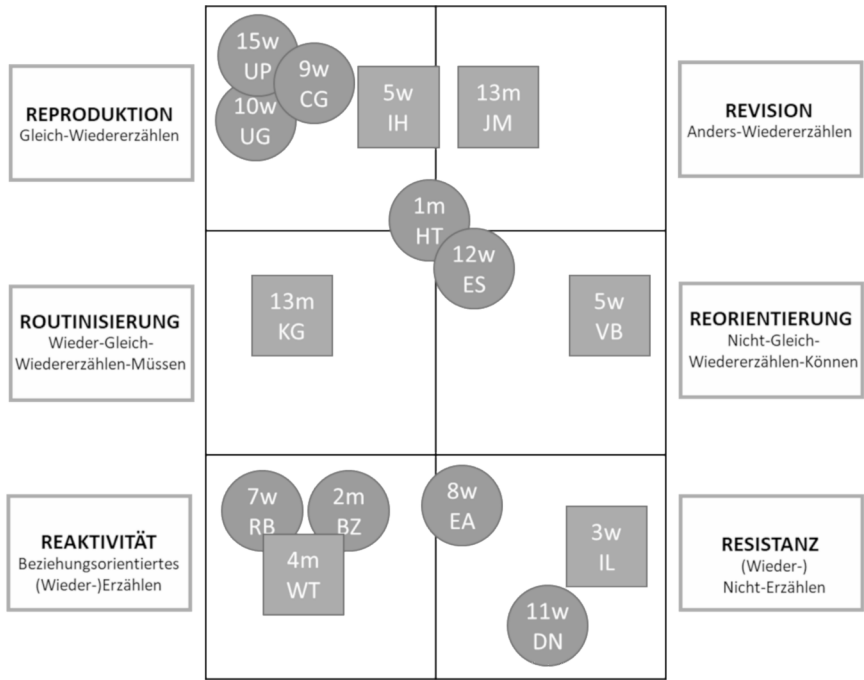 15w
UP
9w
CG
10w
UG
5w
IH
13m
JM
REPRODUKTION
Gleich-Wiedererzählen
REVISION
Anders-Wiedererzählen
1m
HT
12w
ES
13m
KG
5w
VB
ROUTINISIERUNG
Wieder-Gleich-
Wiedererzählen-Müssen
REORIENTIERUNG
Nicht-Gleich-
Wiedererzählen-Können
7w
RB
2m
BZ
4m
WT
8w
EA
3w
IL
11w
DN
REAKTIVITÄT
Beziehungsorientiertes
(Wieder-)Erzählen
RESISTANZ
(Wieder-)
Nicht-Erzählen